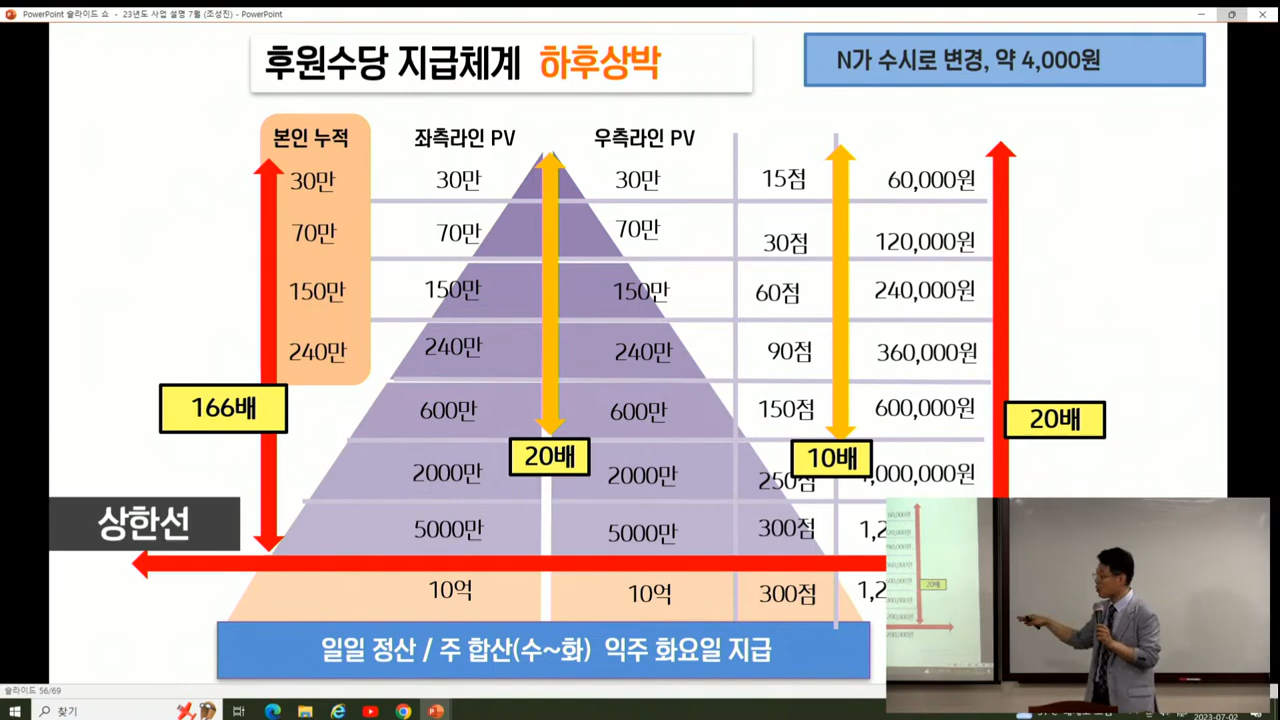 PowerPoint 슬라이드 쇼 - 23년도 사업 설명 7월 (조성진) - PowerPoint
후원수당 지급체계 하후상박
N가 수시로 변경, 약 4,000원
본인 누적 좌측라인 PV 우측라인 PV
30만 30만 30만 15점 60,000원
70만 70만 70만 30점 120,000원
150만 150만 150만 60점 240,000원
240만 240만 240만 90점 360,000원
600만 600만 150점 600,000원
166배 20배
20배 10배
2000만 2000만 250점 ,000,000원
상한선
5000만 5000만 300점 1,2
10억 10억 300점 1,2
일일 정산 / 주 합산(수~화) 익주 화요일 지급
20배
슬라이드 56/69
찾기
2023-07-02